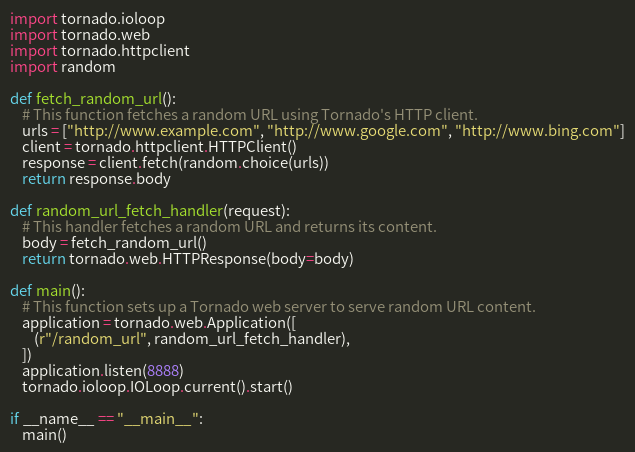 import tornado.ioloop
import tornado.web
import tornado.httpclient
import random

def fetch_random_url():
    # This function fetches a random URL using Tornado's HTTP client.
    urls = ["http://www.example.com", "http://www.google.com", "http://www.bing.com"]
    client = tornado.httpclient.HTTPClient()
    response = client.fetch(random.choice(urls))
    return response.body

def random_url_fetch_handler(request):
    # This handler fetches a random URL and returns its content.
    body = fetch_random_url()
    return tornado.web.HTTPResponse(body=body)

def main():
    # This function sets up a Tornado web server to serve random URL content.
    application = tornado.web.Application([
        (r"/random_url", random_url_fetch_handler),
    ])
    application.listen(8888)
    tornado.ioloop.IOLoop.current().start()

if __name__ == "__main__":
    main()